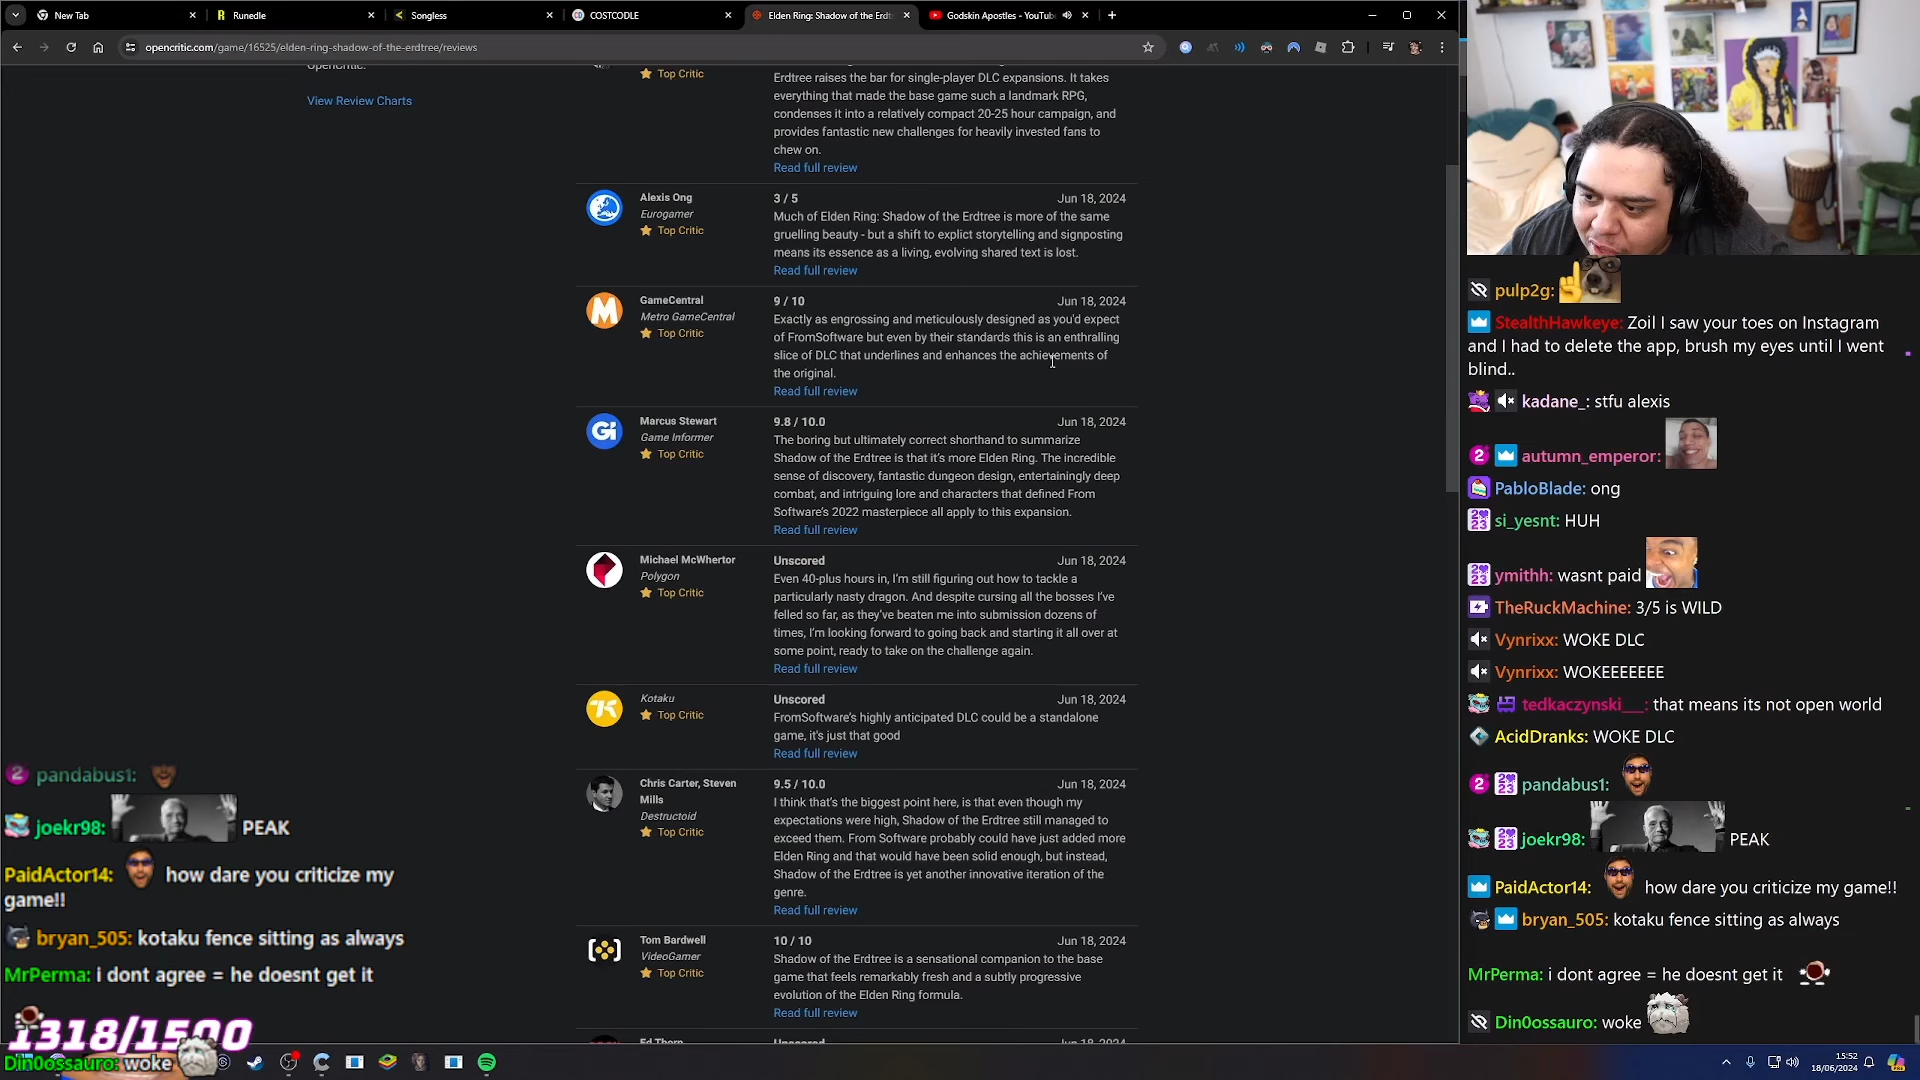 New Tab
Runedle
Songless
COSTCODLE
Elden Ring: Shadow of the Erdt
Godskin Apostles - YouTub
opencritic.com/game/16525/elden-ring-shadow-of-the-erdtree/reviews
OpenCritic.
View Review Charts
Top Critic
Erdtree raises the bar for single-player DLC expansions. It takes
everything that made the base game such a landmark RPG,
condenses it into a relatively compact 20-25 hour campaign, and
provides fantastic new challenges for heavily invested fans to
chew on.
Read full review
Alexis Ong
Eurogamer
Top Critic
3 / 5
Jun 18, 2024
Much of Elden Ring: Shadow of the Erdtree is more of the same
gruelling beauty - but a shift to explict storytelling and signposting
means its essence as a living, evolving shared text is lost.
Read full review
GameCentral
Metro GameCentral
Top Critic
9 / 10
Jun 18, 2024
Exactly as engrossing and meticulously designed as you'd expect
of FromSoftware but even by their standards this is an enthralling
slice of DLC that underlines and enhances the achievements of
the original.
Read full review
Gi
Marcus Stewart
Game Informer
Top Critic
9.8 / 10.0
Jun 18, 2024
The boring but ultimately correct shorthand to summarize
Shadow of the Erdtree is that it's more Elden Ring. The incredible
sense of discovery, fantastic dungeon design, entertainingly deep
combat, and intriguing lore and characters that defined From
Software's 2022 masterpiece all apply to this expansion.
Read full review
Michael McWhertor
Polygon
Top Critic
Unscored
Jun 18, 2024
Even 40-plus hours in, I'm still figuring out how to tackle a
particularly nasty dragon. And despite cursing all the bosses I've
felled so far, as they've beaten me into submission dozens of
times, I'm looking forward to going back and starting it all over at
some point, ready to take on the challenge again.
Read full review
Kotaku
Top Critic
Unscored
Jun 18, 2024
FromSoftware's highly anticipated DLC could be a standalone
game, it's just that good
Read full review
Chris Carter, Steven
Mills
Destructoid
Top Critic
9.5 / 10.0
Jun 18, 2024
I think that's the biggest point here, is that even though my
expectations were high, Shadow of the Erdtree still managed to
exceed them. From Software probably could have just added more
Elden Ring and that would have been solid enough, but instead,
Shadow of the Erdtree is yet another innovative iteration of the
genre.
Read full review
Tom Bardwell
VideoGamer
Top Critic
10 / 10
Jun 18, 2024
Shadow of the Erdtree is a sensational companion to the base
game that feels remarkably fresh and a subtly progressive
evolution of the Elden Ring formula.
Read full review
Ed Thorn
Unscored
Jun 18, 2024
pandabus1:
joekr98: PEAK
PaidActor14: how dare you criticize my
game!!
bryan_505: kotaku fence sitting as always
MrPerma: i dont agree = he doesnt get it
1318/1500
Din0ossauro: woke
pulp2g:
StealthHawkeye: Zoil I saw your toes on Instagram
and I had to delete the app, brush my eyes until I went
blind..
kadane_: stfu alexis
autumn_emperor:
PabloBlade: ong
si_yesnt: HUH
ymithh: wasnt paid
TheRuckMachine: 3/5 is WILD
Vynrixx: WOKE DLC
Vynrixx: WOKEEEEEEE
tedkaczynski___: that means its not open world
AcidDranks: WOKE DLC
pandabus1:
joekr98: PEAK
PaidActor14: how dare you criticize my game!!
bryan_505: kotaku fence sitting as always
MrPerma: i dont agree = he doesnt get it
Din0ossauro: woke
15:52
18/06/2024